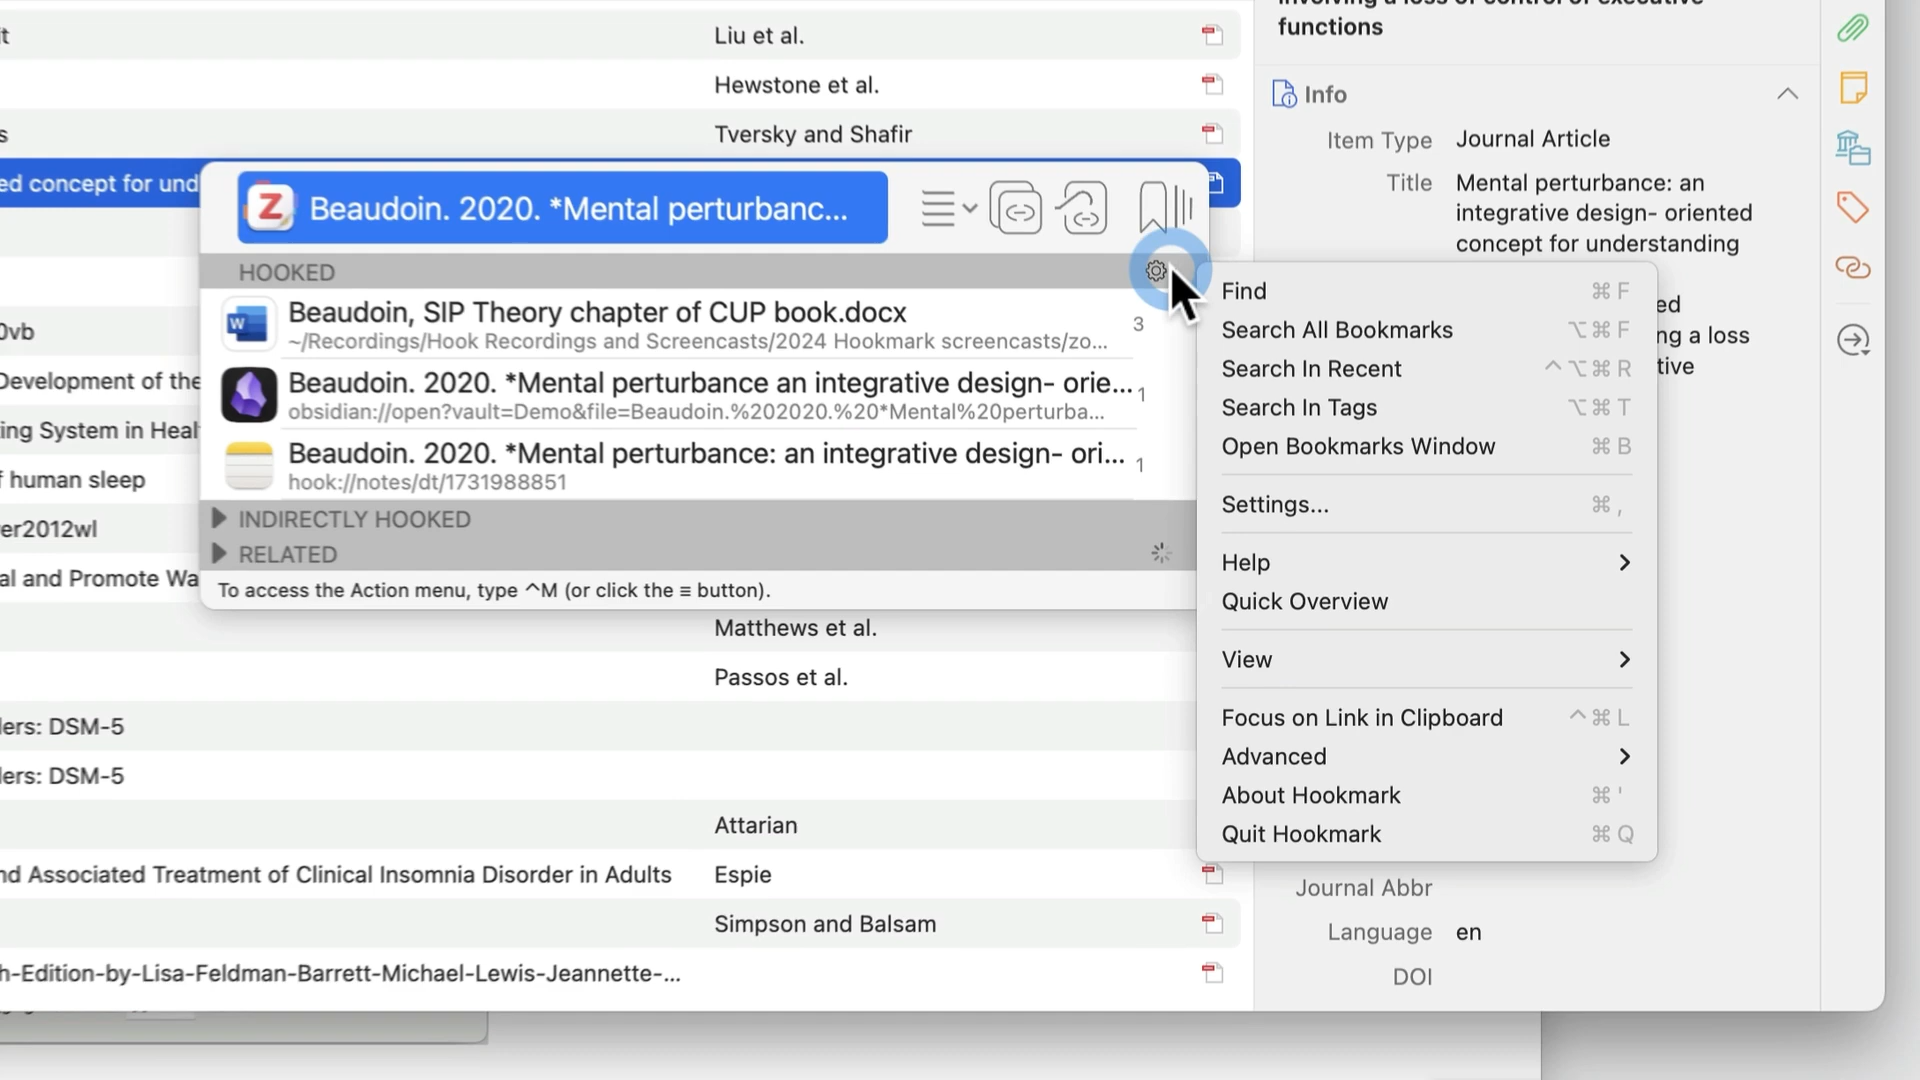 involving a loss of control of executive
functions
t
Liu et al.
Hewstone et al.
s
Tversky and Shafir
ed concept for und
0vb
Development of the
ing System in Heal
f human sleep
er2012wl
al and Promote Wa
Matthews et al.
Passos et al.
lers: DSM-5
lers: DSM-5
Attarian
nd Associated Treatment of Clinical Insomnia Disorder in Adults
Espie
Simpson and Balsam
h-Edition-by-Lisa-Feldman-Barrett-Michael-Lewis-Jeannette-...
Z
Beaudoin. 2020. *Mental perturbanc...
HOOKED
W
Beaudoin, SIP Theory chapter of CUP book.docx
~/Recordings/Hook Recordings and Screencasts/2024 Hookmark screencasts/zo...
3
Beaudoin. 2020. *Mental perturbance an integrative design- orie...
obsidian://open?vault=Demo&file=Beaudoin.%202020.%20*Mental%20perturba...
1
Beaudoin. 2020. *Mental perturbance: an integrative design- ori...
hook://notes/dt/1731988851
1
INDIRECTLY HOOKED
RELATED
To access the Action menu, type ^M (or click the ≡ button).
Find ⌘ F
Search All Bookmarks ⌥ ⌘ F
Search In Recent ^ ⌥ ⌘ R
Search In Tags ⌥ ⌘ T
Open Bookmarks Window ⌘ B
Settings... ⌘ ,
Help
Quick Overview
View
Focus on Link in Clipboard ^ ⌘ L
Advanced
About Hookmark ⌘ '
Quit Hookmark ⌘ Q
Info
Item Type Journal Article
Title Mental perturbance: an
integrative design- oriented
concept for understanding
ed
ng a loss
tive
Journal Abbr
Language en
DOI